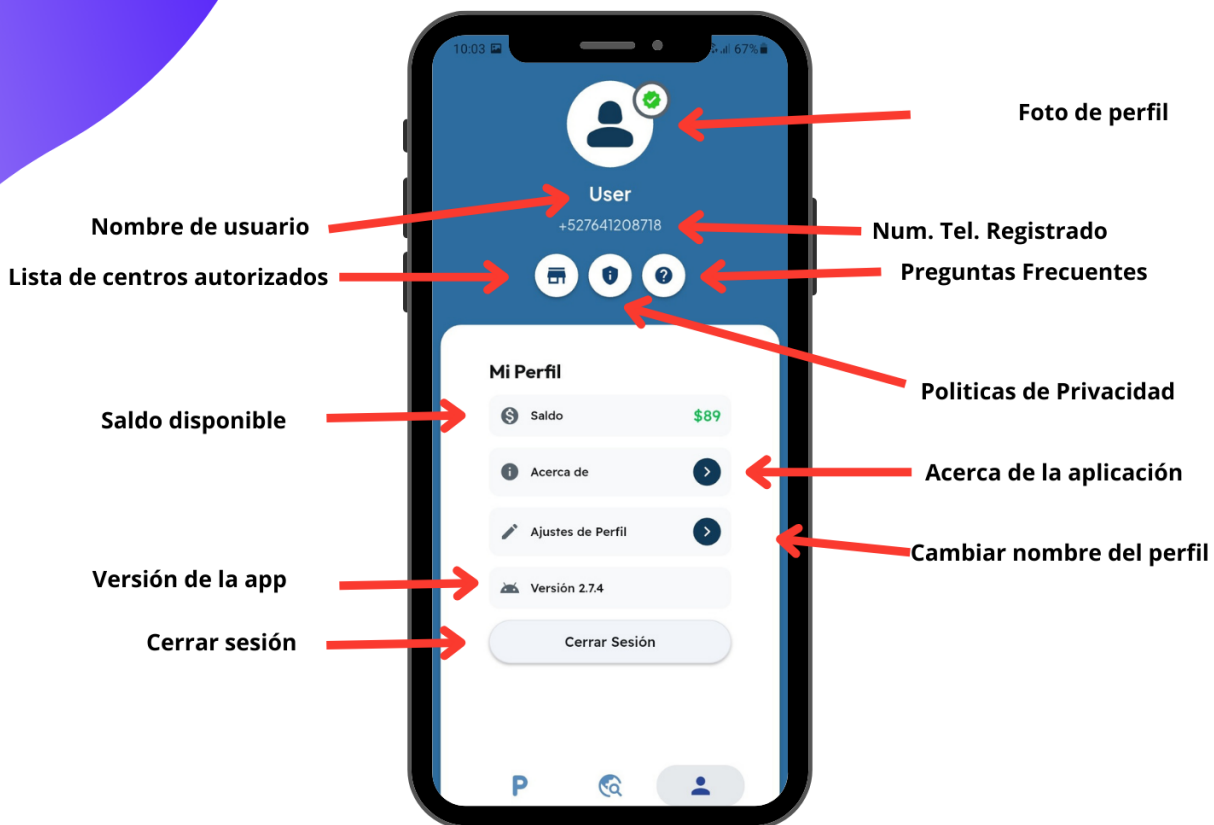 10:03
67%
Foto de perfil
User
Nombre de usuario
+527641208718
Num. Tel. Registrado
Lista de centros autorizados
Preguntas Frecuentes
Mi Perfil
Politicas de Privacidad
Saldo disponible
Saldo
$89
Acerca de
Acerca de la aplicación
Ajustes de Perfil
Cambiar nombre del perfil
Versión de la app
Versión 2.7.4
Cerrar sesión
Cerrar Sesión
P